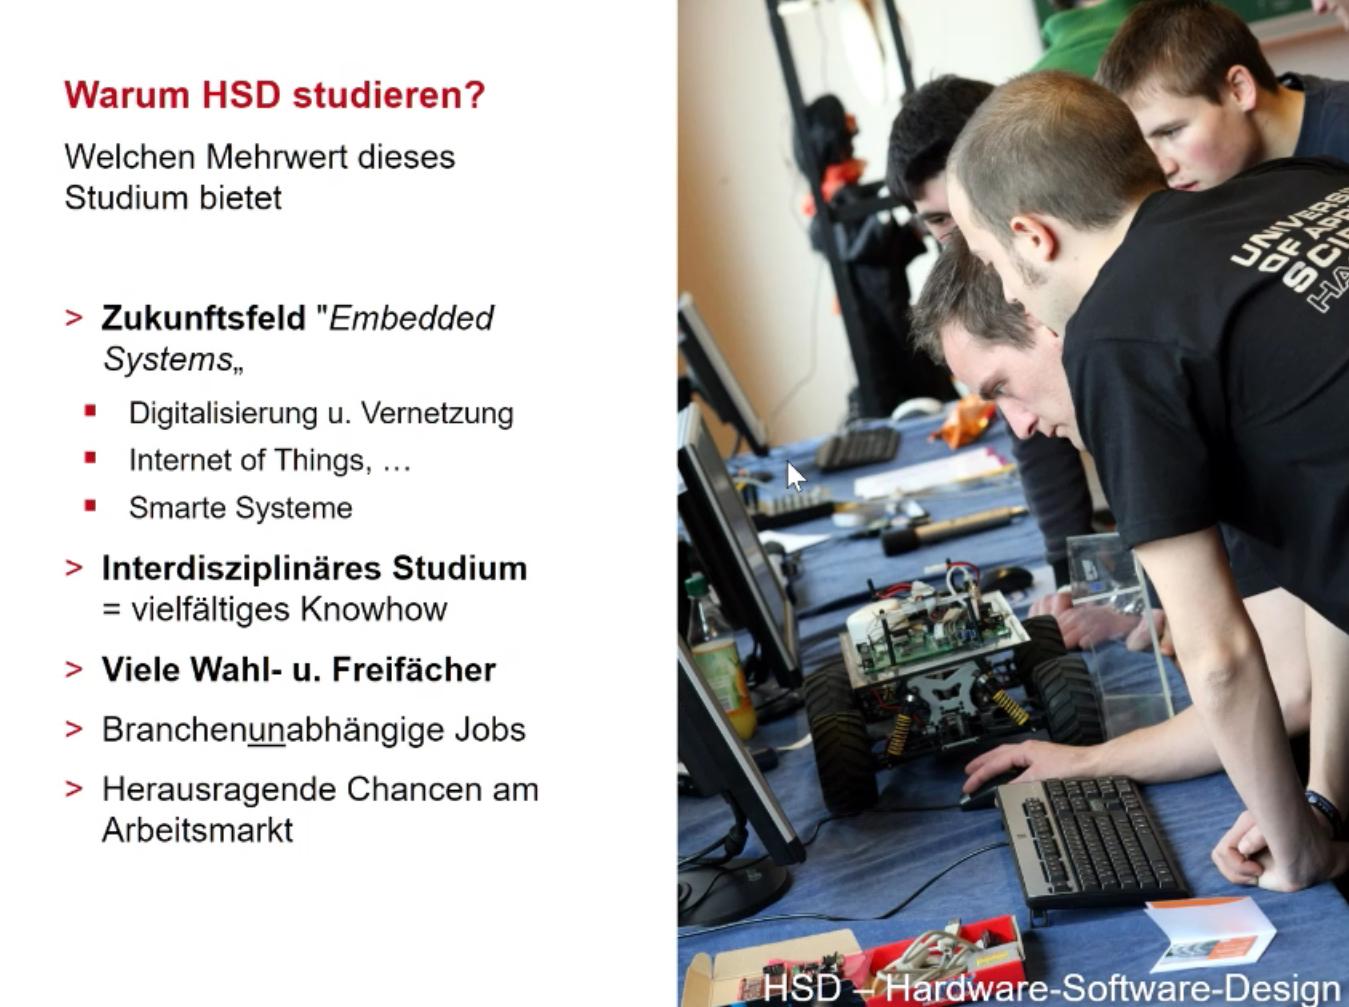 Warum HSD studieren?
Welchen Mehrwert dieses
Studium bietet
> Zukunftsfeld "Embedded
Systems„
▪ Digitalisierung u. Vernetzung
▪ Internet of Things, …
▪ Smarte Systeme
> Interdisziplinäres Studium
= vielfältiges Knowhow
> Viele Wahl- u. Freifächer
> Branchenunabhängige Jobs
> Herausragende Chancen am
Arbeitsmarkt
UNIVERSI
OF APP
SCIE
HA
HSD – Hardware-Software-Design